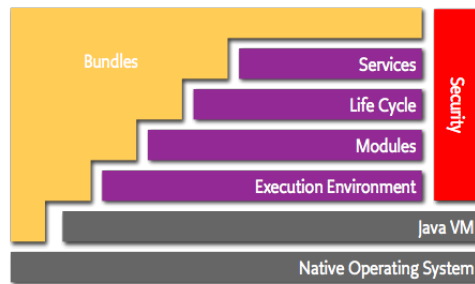 Bundles
Services
Life Cycle
Modules
Execution Environment
Security
Java VM
Native Operating System